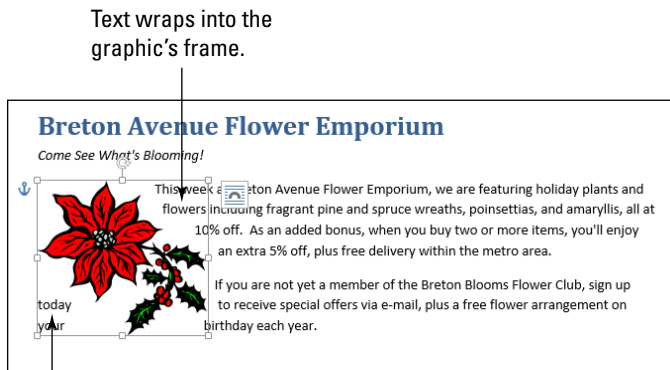 Text wraps into the
graphic's frame.
Breton Avenue Flower Emporium
Come See What's Blooming!
This week a eton Avenue Flower Emporium, we are featuring holiday plants and
flowers including fragrant pine and spruce wreaths, poinsettias, and amaryllis, all at
10% off. As an added bonus, when you buy two or more items, you'll enjoy
an extra 5% off, plus free delivery within the metro area.
If you are not yet a member of the Breton Blooms Flower Club, sign up
today to receive special offers via e-mail, plus a free flower arrangement on
your birthday each year.